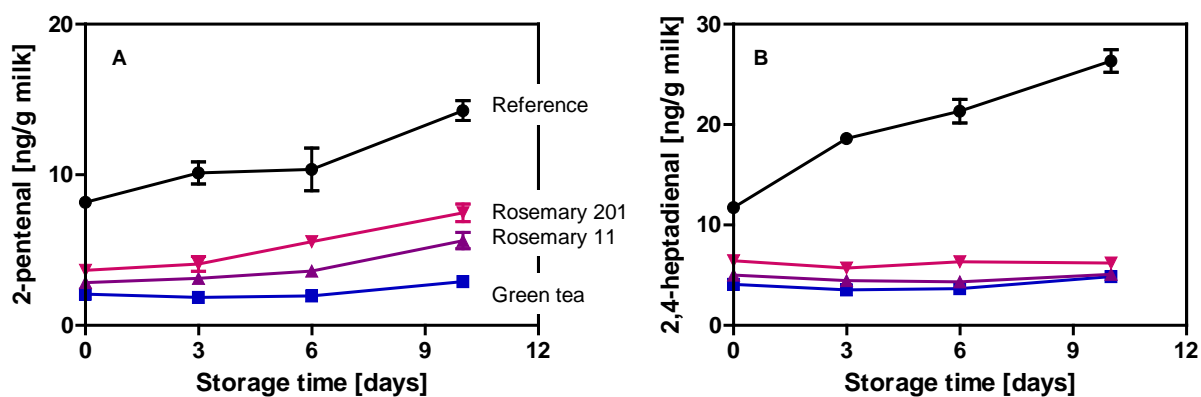 2-pentenal [ng/g milk]
20
10
0
A
Reference
Rosemary 201
Rosemary 11
Green tea
0 3 6 9 12
Storage time [days]
2,4-heptadienal [ng/g milk]
30
20
10
0
B
0 3 6 9 12
Storage time [days]